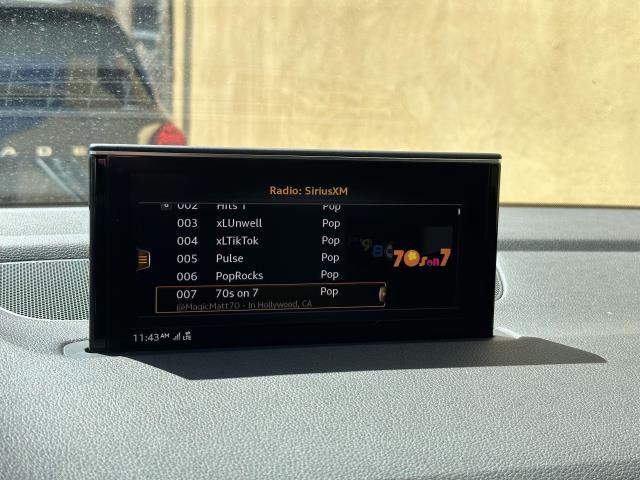 Radio: SiriusXM
002 Hits 1 Pop
003 xLUnwell Pop
004 xLTikTok Pop
005 Pulse Pop
006 PopRocks Pop
007 70s on 7 Pop
@MagicMatt70 - In Hollywood, CA
70s on 7
11:43 AM LTE